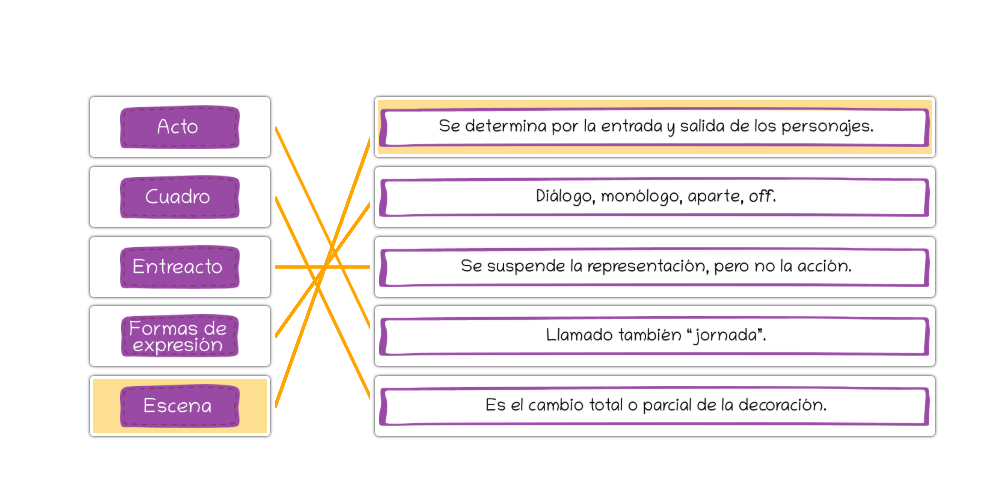 Acto
Se determina por la entrada y salida de los personajes.
Cuadro
Diálogo, monólogo, aparte, off.
Entreacto
Se suspende la representación, pero no la acción.
Formas de
expresión
Llamado también “jornada”.
Escena
Es el cambio total o parcial de la decoración.